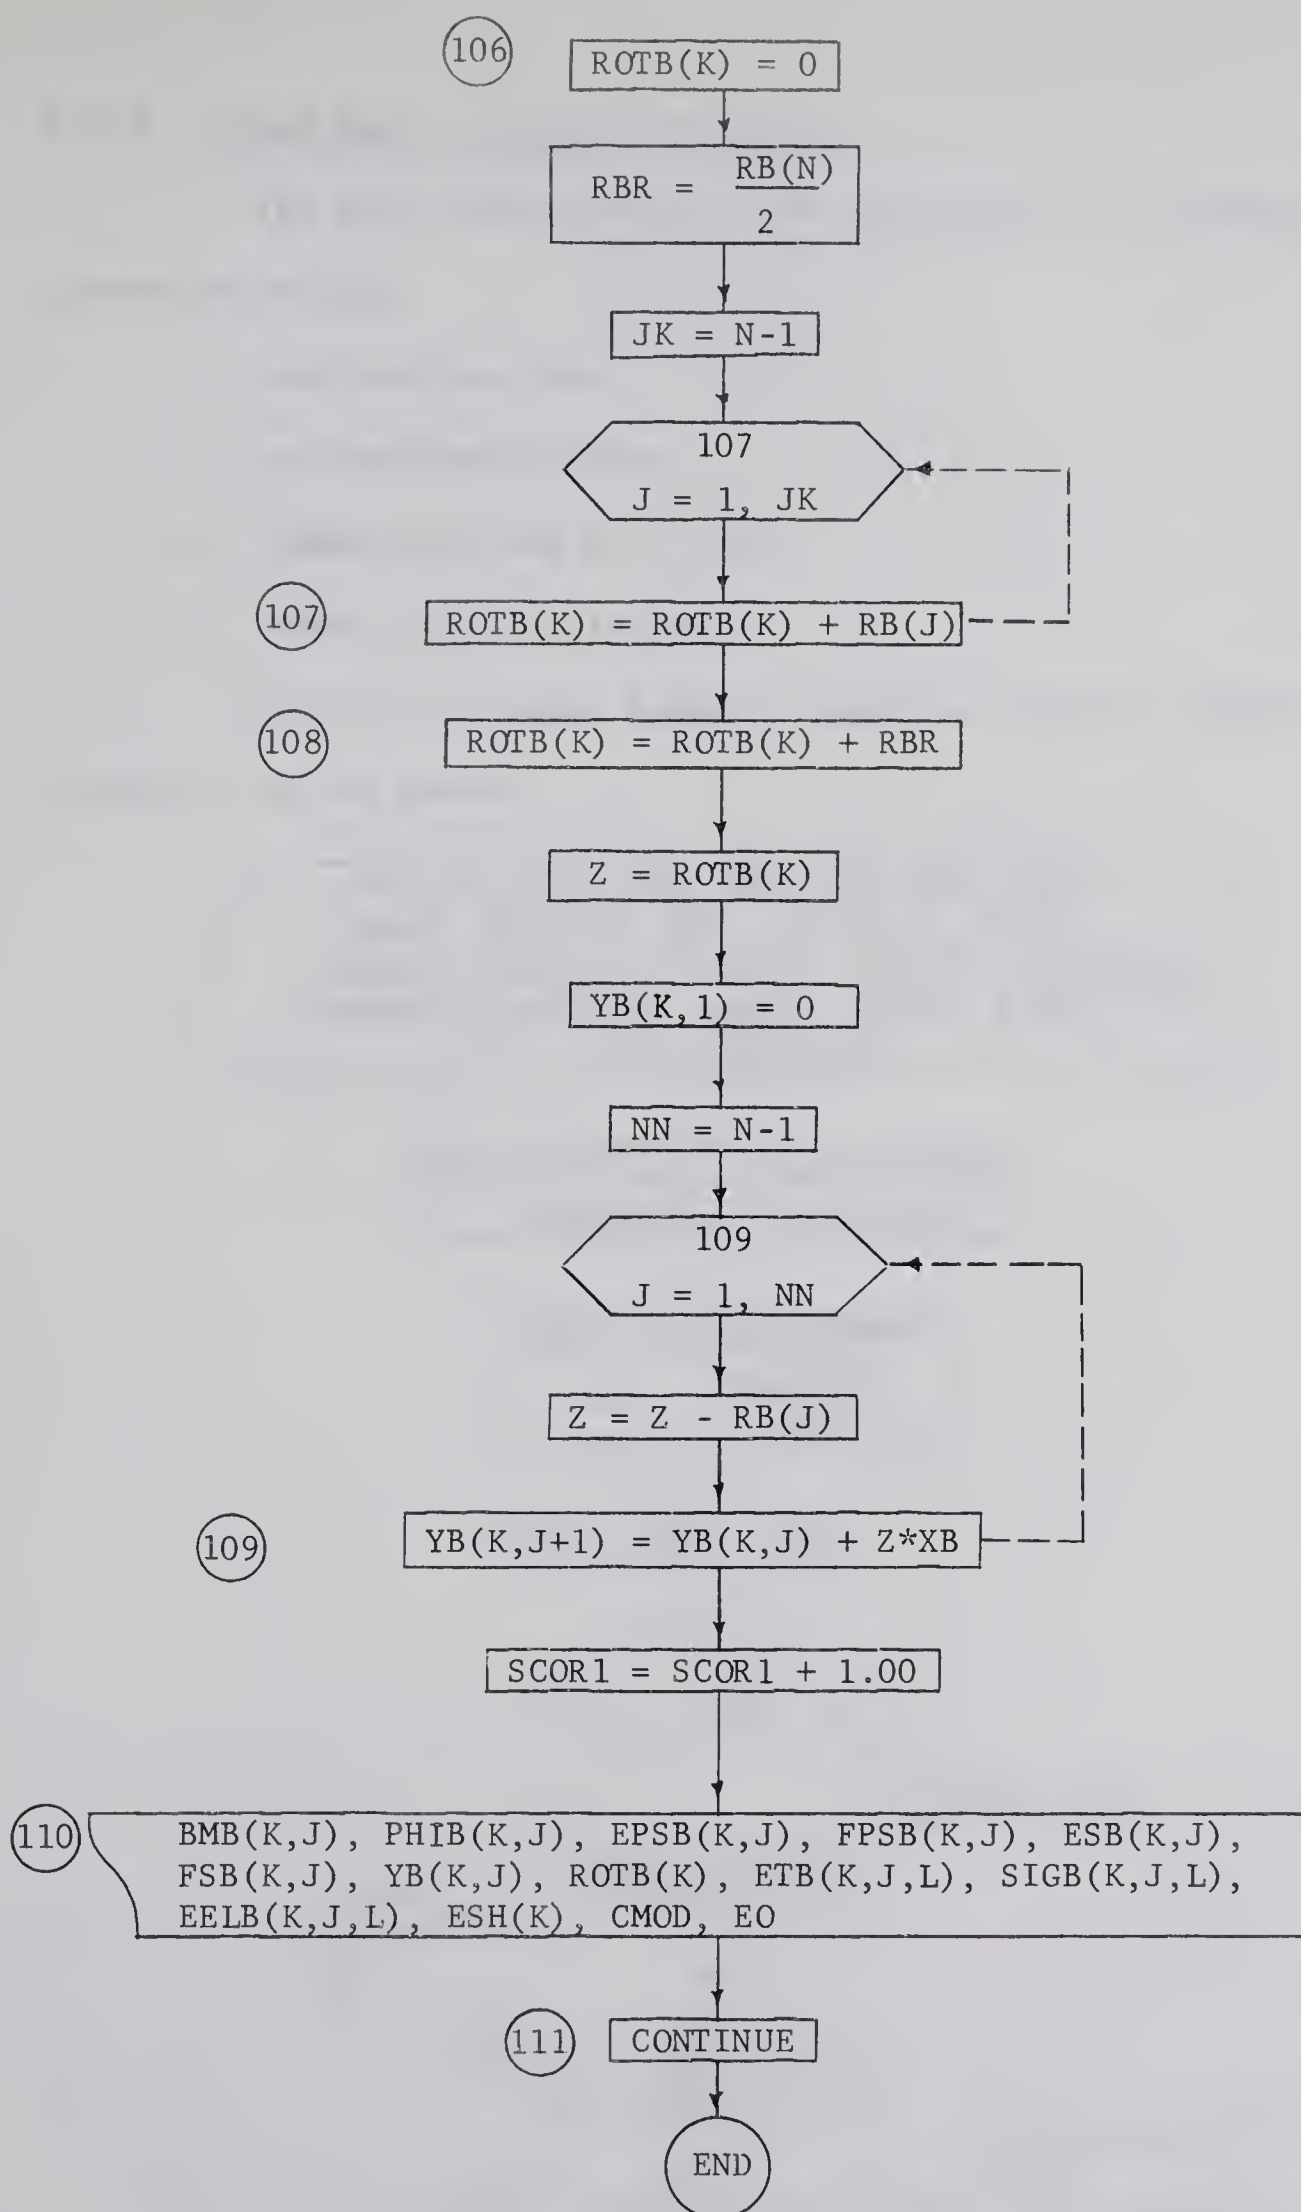 106
ROTB(K) = 0
RBR = RB(N)
2
JK = N-1
107
J = 1, JK
107
ROTB(K) = ROTB(K) + RB(J)
108
ROTB(K) = ROTB(K) + RBR
Z = ROTB(K)
YB(K,1) = 0
NN = N-1
109
J = 1, NN
Z = Z - RB(J)
109
YB(K,J+1) = YB(K,J) + Z*XB
SCOR1 = SCOR1 + 1.00
110
BMB(K,J), PHIB(K,J), EPSB(K,J), FPSB(K,J), ESB(K,J),
FSB(K,J), YB(K,J), ROTB(K), ETB(K,J,L), SIGB(K,J,L),
EELB(K,J,L), ESH(K), CMOD, EO
111
CONTINUE
END